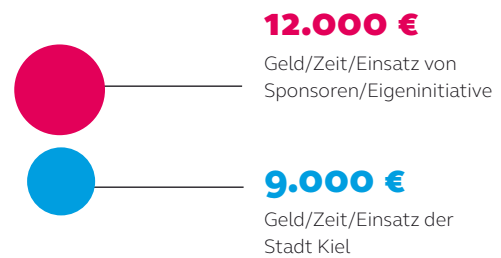 12.000 €
Geld/Zeit/Einsatz von
Sponsoren/Eigeninitiative
9.000 €
Geld/Zeit/Einsatz der
Stadt Kiel